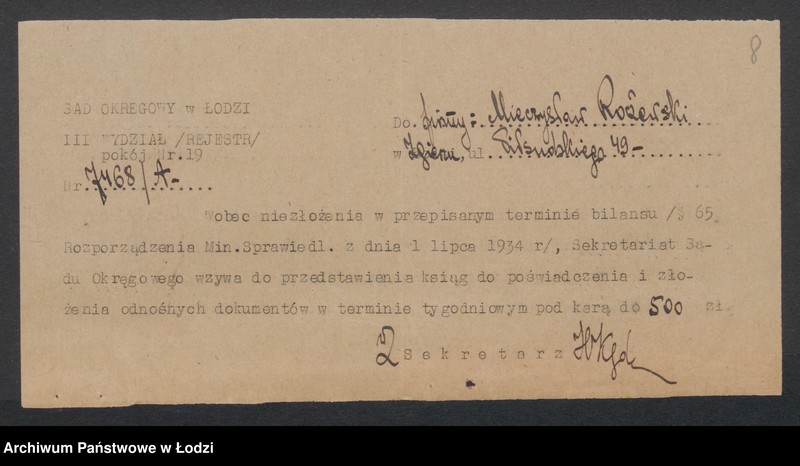 8
SĄD OKRĘGOWY w ŁODZI
III WYDZIAŁ /REJESTR/
pokój Nr.19
Nr. 7468/A-
Do firmy: Mieczysław Rożewski
w Zgierzu, ul. Piłsudskiego 49-
Wobec niezłożenia w przepisanym terminie bilansu /§ 65
Rozporządzenia Min.Sprawiedl. z dnia 1 lipca 1934 r/, Sekretariat Są-
du Okręgowego wzywa do przedstawienia ksiąg do poświadczenia i zło-
żenia odnośnych dokumentów w terminie tygodniowym pod karą do 500 zł.
Sekretarz
Archiwum Państwowe w Łodzi